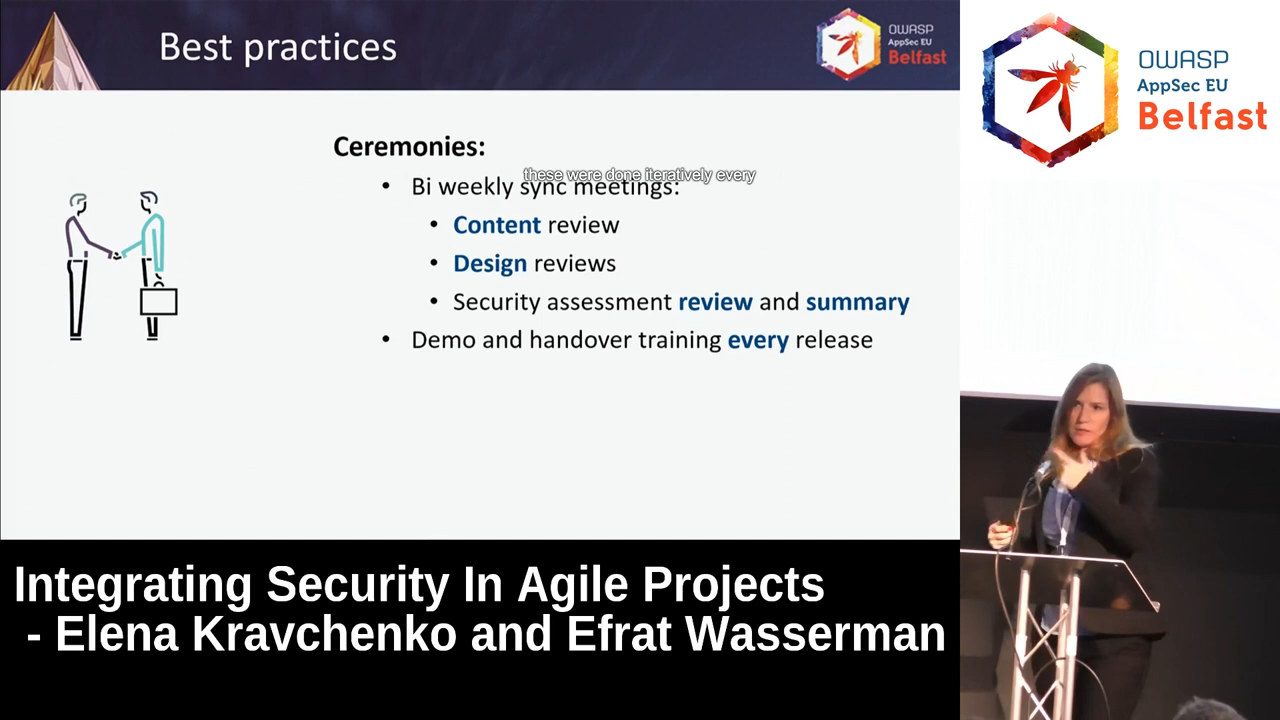 Best practices
OWASP
AppSec EU
Belfast
OWASP
AppSec EU
Belfast
Ceremonies:
these were done iteratively every
• Bi weekly sync meetings:
• Content review
• Design reviews
• Security assessment review and summary
• Demo and handover training every release
Integrating Security In Agile Projects
- Elena Kravchenko and Efrat Wasserman